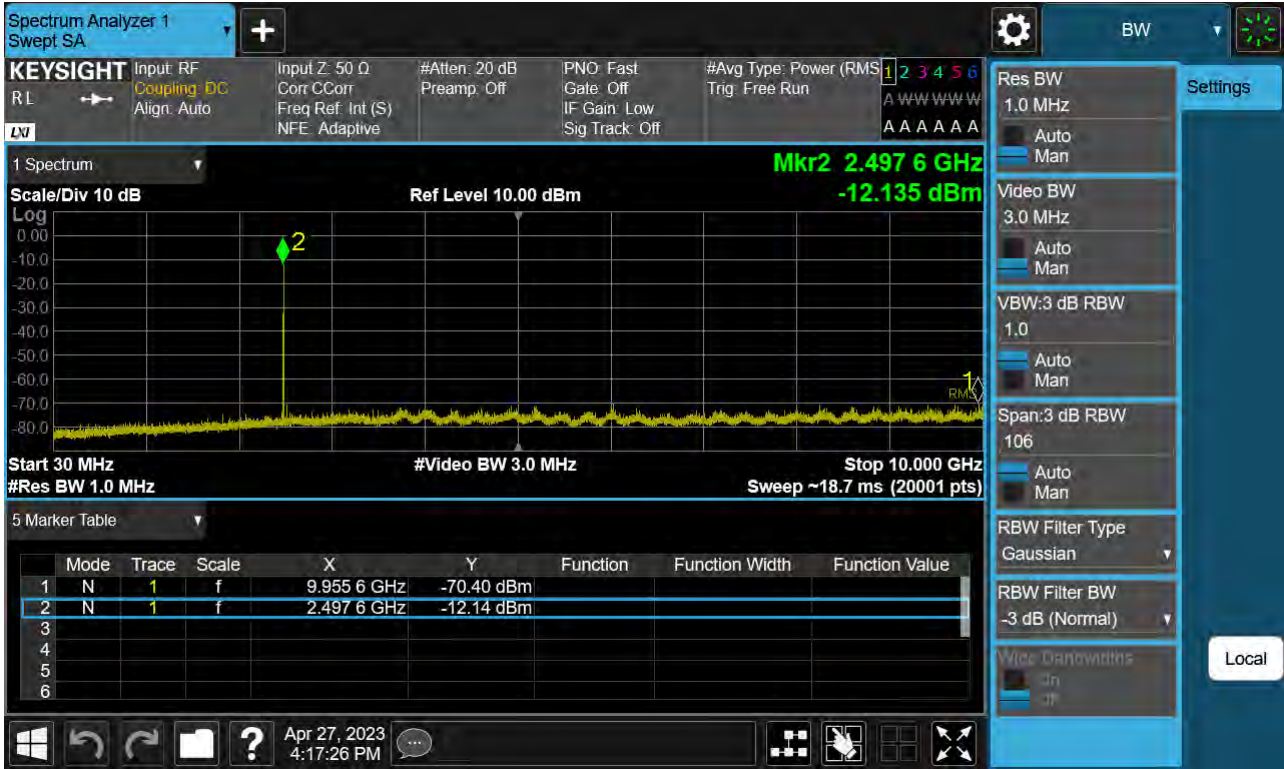 Spectrum Analyzer 1
Swept SA
BW
KEYSIGHT
RL
LXI
Input: RF
Coupling: DC
Align: Auto
Input Z: 50 Ω
Corr CCorr
Freq Ref: Int (S)
NFE: Adaptive
#Atten: 20 dB
Preamp: Off
PNO: Fast
Gate: Off
IF Gain: Low
Sig Track: Off
#Avg Type: Power (RMS
Trig: Free Run
1 2 3 4 5 6
A W W W W W
A A A A A A
1 Spectrum
Mkr2 2.497 6 GHz
Scale/Div 10 dB
Ref Level 10.00 dBm
-12.135 dBm
Log
0.00
-10.0
-20.0
-30.0
-40.0
-50.0
-60.0
-70.0
-80.0
2
1
RMS
Start 30 MHz
#Video BW 3.0 MHz
Stop 10.000 GHz
#Res BW 1.0 MHz
Sweep ~18.7 ms (20001 pts)
5 Marker Table
Mode Trace Scale X Y Function Function Width Function Value
1 N 1 f 9.955 6 GHz -70.40 dBm
2 N 1 f 2.497 6 GHz -12.14 dBm
3
4
5
6
Apr 27, 2023
4:17:26 PM
?
Res BW
1.0 MHz
Auto
Man
Video BW
3.0 MHz
Auto
Man
VBW:3 dB RBW
1.0
Auto
Man
Span:3 dB RBW
106
Auto
Man
RBW Filter Type
Gaussian
RBW Filter BW
-3 dB (Normal)
Settings
Local